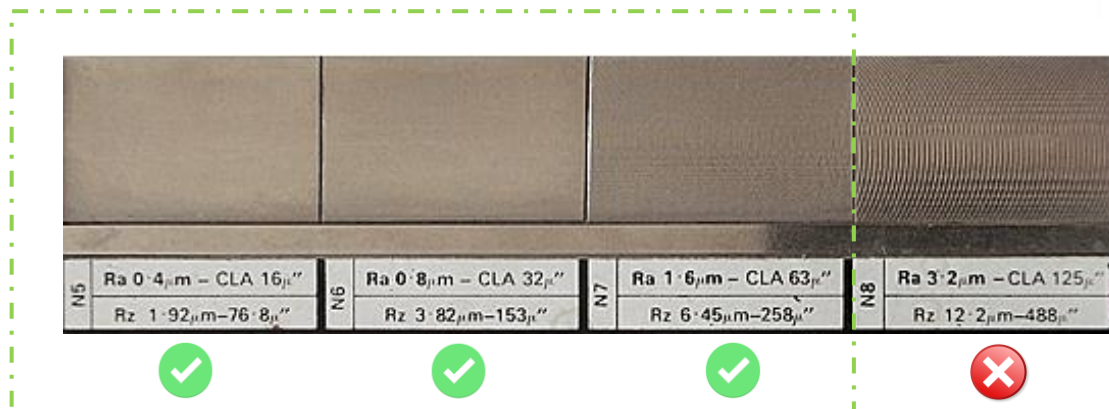 N5
Ra 0·4µm – CLA 16µ″
Rz 1·92µm–76·8µ″
N6
Ra 0·8µm – CLA 32µ″
Rz 3·82µm–153µ″
N7
Ra 1·6µm – CLA 63µ″
Rz 6·45µm–258µ″
N8
Ra 3·2µm – CLA 125µ″
Rz 12·2µm–488µ″